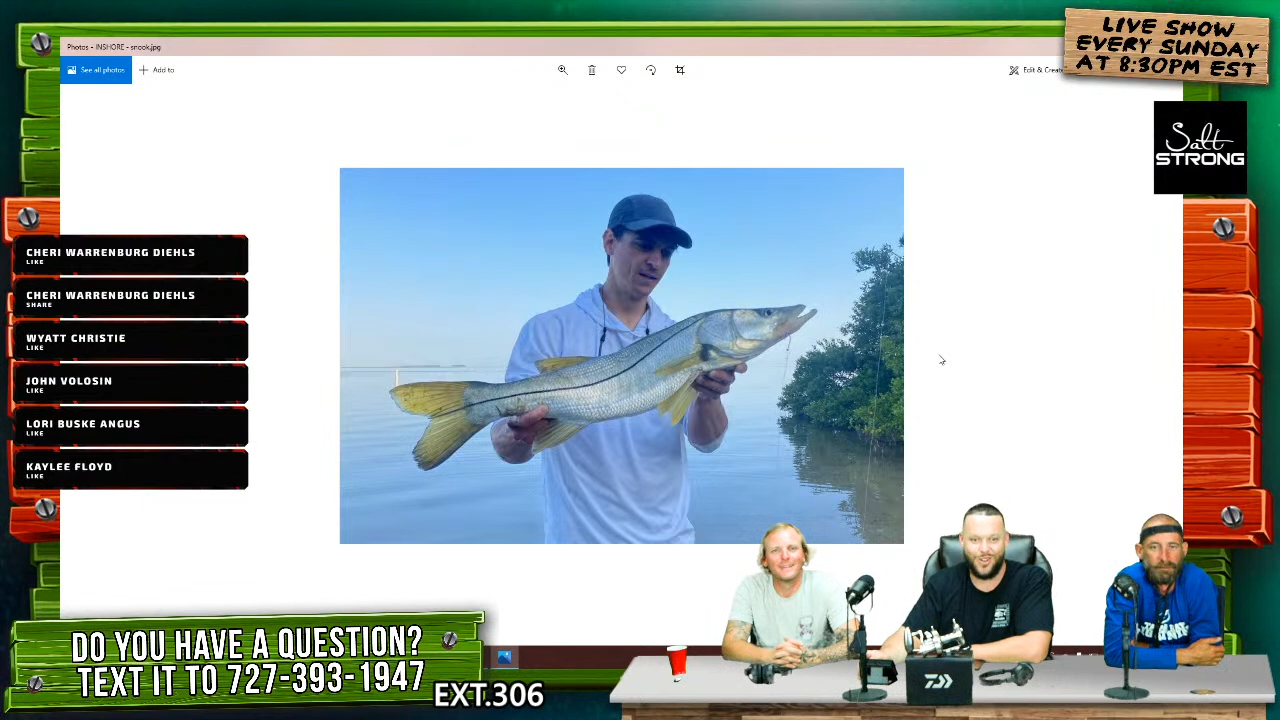 LIVE SHOW
EVERY SUNDAY
AT 8:30PM EST
Photos - INSHORE - snook.jpg
See all photos
Add to
Salt
STRONG
CHERI WARRENBURG DIEHLS
LIKE
CHERI WARRENBURG DIEHLS
SHARE
WYATT CHRISTIE
LIKE
JOHN VOLOSIN
LIKE
LORI BUSKE ANGUS
LIKE
KAYLEE FLOYD
LIKE
DO YOU HAVE A QUESTION?
TEXT IT TO 727-393-1947
EXT.306